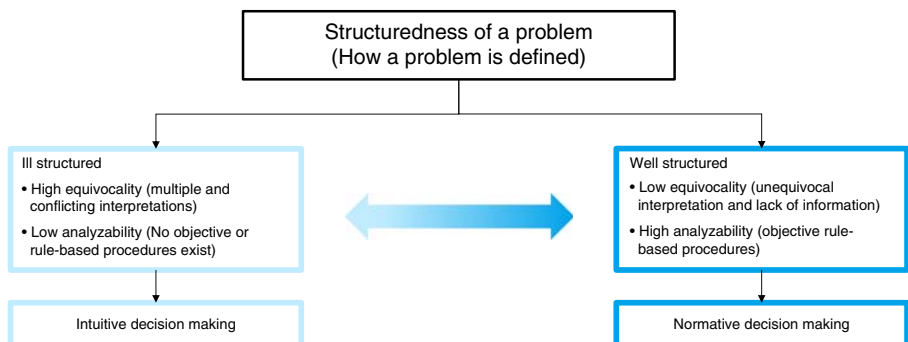 Structuredness of a problem
(How a problem is defined)
Ill structured
• High equivocality (multiple and
conflicting interpretations)
• Low analyzability (No objective or
rule-based procedures exist)
Intuitive decision making
Well structured
• Low equivocality (unequivocal
interpretation and lack of information)
• High analyzability (objective rule-
based procedures)
Normative decision making